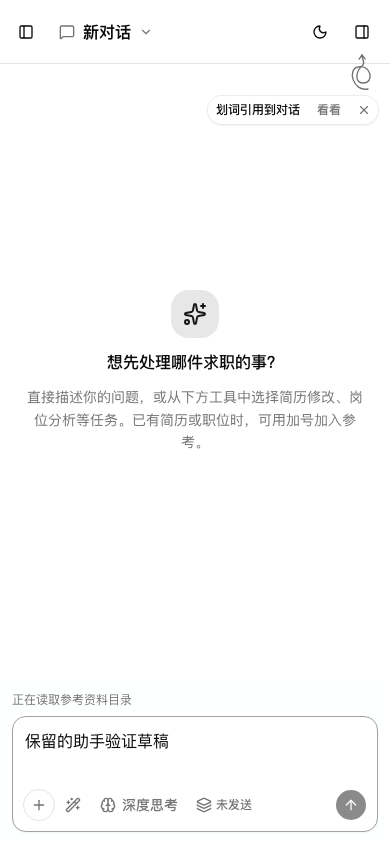 新对话
划词引用到对话 看看
想先处理哪件求职的事?
直接描述你的问题，或从下方工具中选择简历修改、岗
位分析等任务。已有简历或职位时，可用加号加入参
考。
正在读取参考资料目录
保留的助手验证草稿
深度思考 未发送